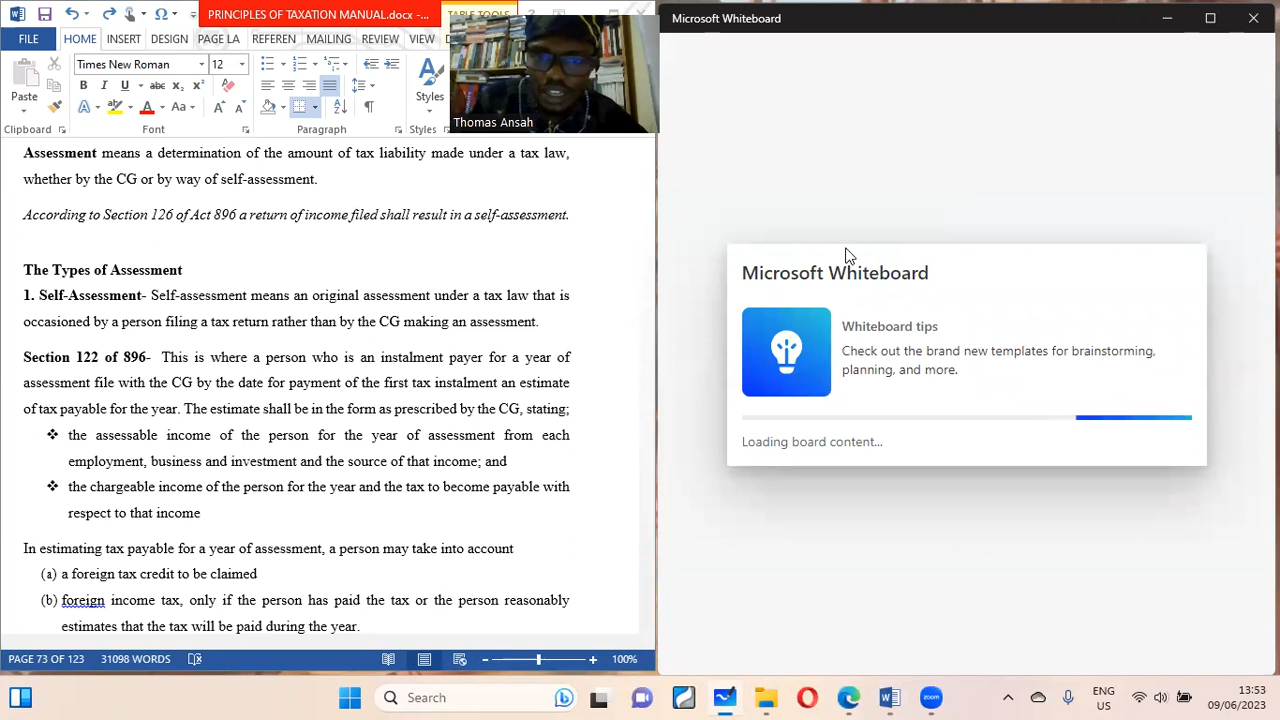 PRINCIPLES OF TAXATION MANUAL.docx -...
TABLE TOOLS
Microsoft Whiteboard
FILE HOME INSERT DESIGN PAGE LA REFEREN MAILING REVIEW VIEW
Times New Roman 12
Paste
Styles
Clipboard Font Paragraph Styles
Thomas Ansah
Assessment means a determination of the amount of tax liability made under a tax law,
whether by the CG or by way of self-assessment.
According to Section 126 of Act 896 a return of income filed shall result in a self-assessment.
The Types of Assessment
1. Self-Assessment- Self-assessment means an original assessment under a tax law that is
occasioned by a person filing a tax return rather than by the CG making an assessment.
Section 122 of 896- This is where a person who is an instalment payer for a year of
assessment file with the CG by the date for payment of the first tax instalment an estimate
of tax payable for the year. The estimate shall be in the form as prescribed by the CG, stating;
❖ the assessable income of the person for the year of assessment from each
employment, business and investment and the source of that income; and
❖ the chargeable income of the person for the year and the tax to become payable with
respect to that income
In estimating tax payable for a year of assessment, a person may take into account
(a) a foreign tax credit to be claimed
(b) foreign income tax, only if the person has paid the tax or the person reasonably
estimates that the tax will be paid during the year.
PAGE 73 OF 123 31098 WORDS 100%
Microsoft Whiteboard
Whiteboard tips
Check out the brand new templates for brainstorming,
planning, and more.
Loading board content...
Search
zoom
ENG
US
13:53
09/06/2023